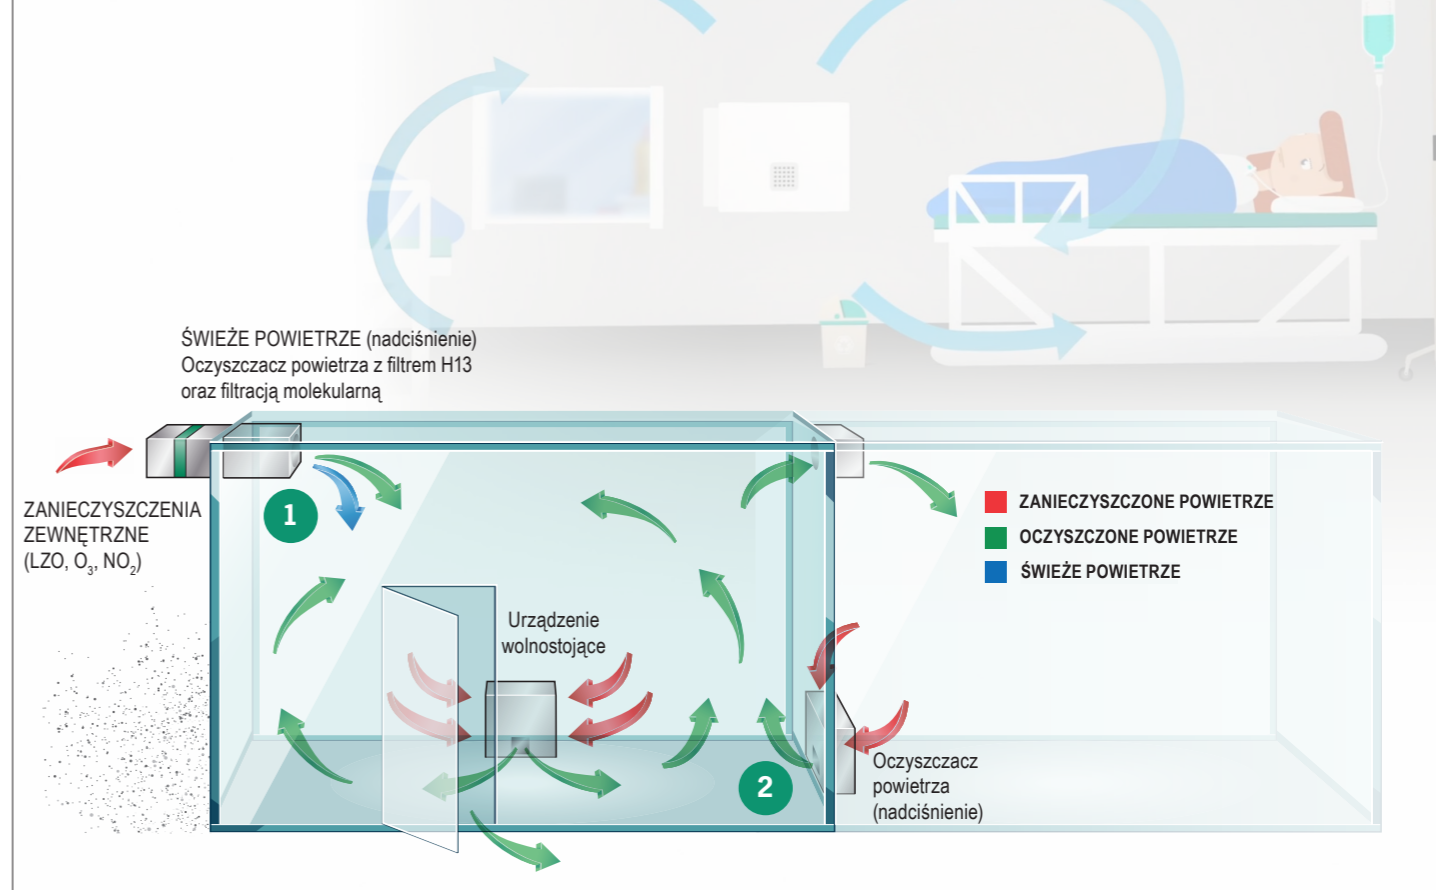 ŚWIEŻE POWIETRZE (nadciśnienie)
Oczyszczacz powietrza z filtrem H13
oraz filtracją molekularną
ZANIECZYSZCZENIA
ZEWNĘTRZNE
(LZO, O₃, NO₂)
1
ZANIECZYSZCZONE POWIETRZE
OCZYSZCZONE POWIETRZE
ŚWIEŻE POWIETRZE
Urządzenie
wolnostojące
2
Oczyszczacz
powietrza
(nadciśnienie)